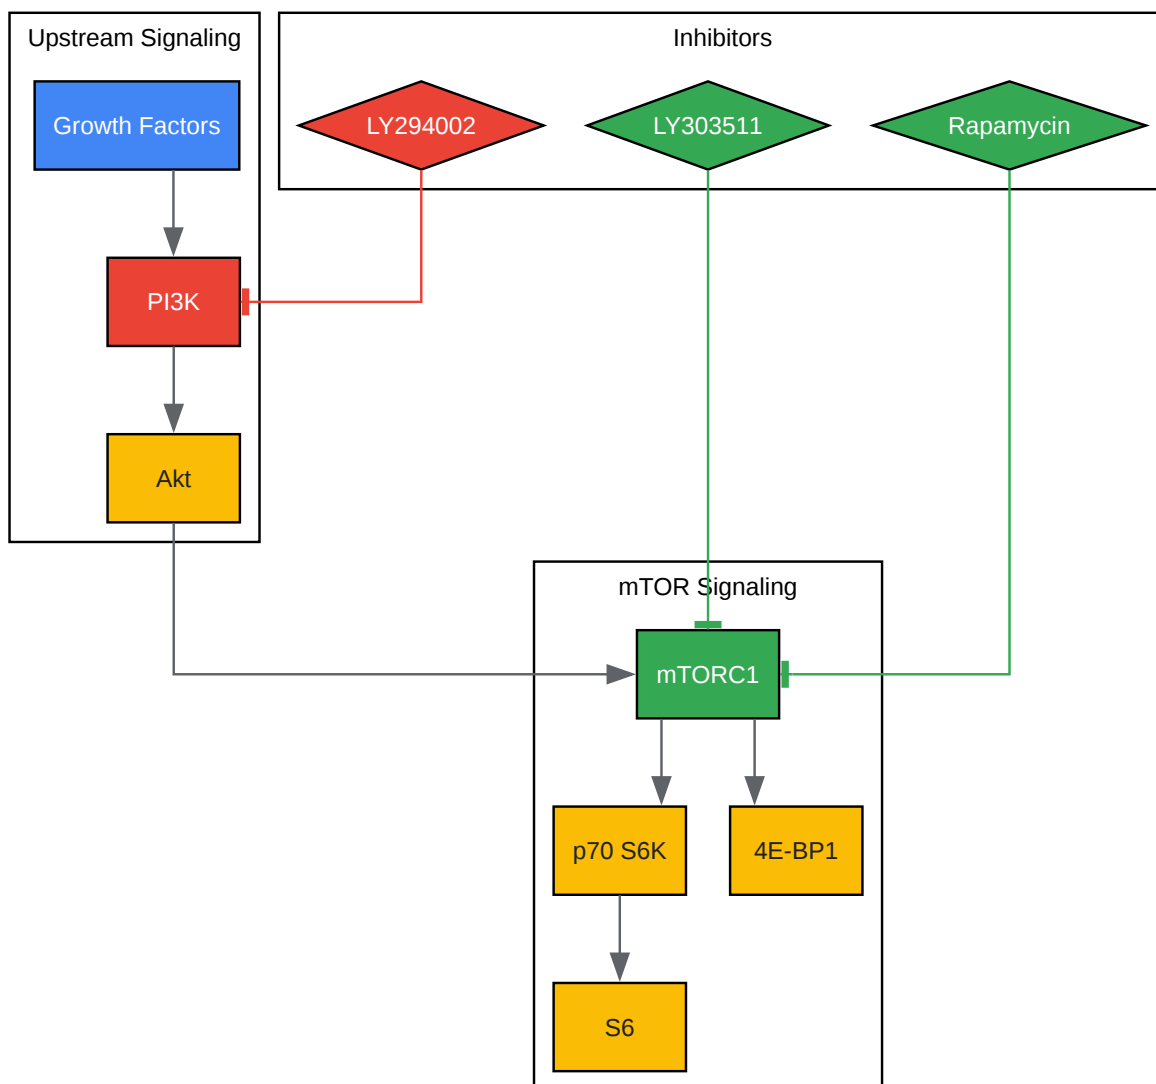 Upstream Signaling
Inhibitors
Growth Factors
LY294002
LY303511
Rapamycin
PI3K
Akt
mTOR Signaling
mTORC1
p70 S6K
4E-BP1
S6